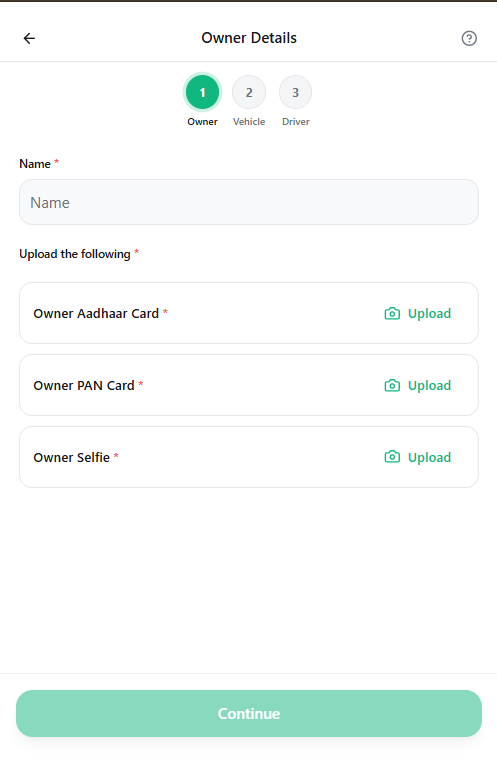 Owner Details
1 2 3
Owner Vehicle Driver
Name *
Name
Upload the following *
Owner Aadhaar Card * Upload
Owner PAN Card * Upload
Owner Selfie * Upload
Continue